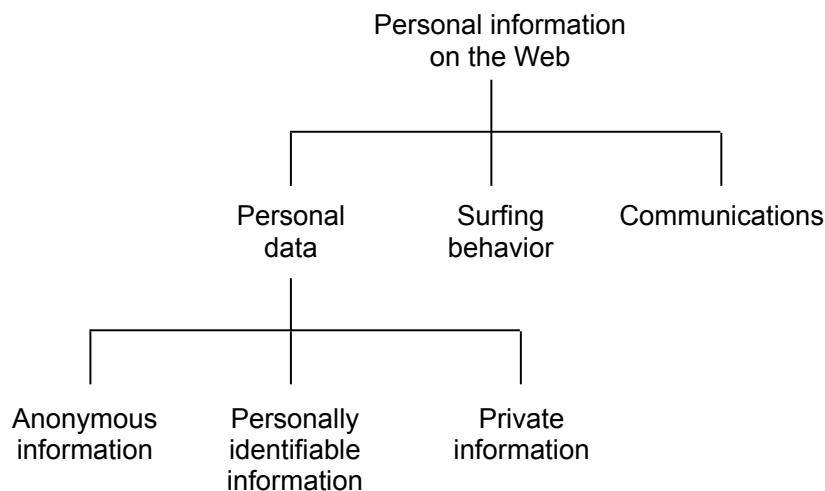 Personal information
on the Web
Personal
data
Surfing
behavior
Communications
Anonymous
information
Personally
identifiable
information
Private
information